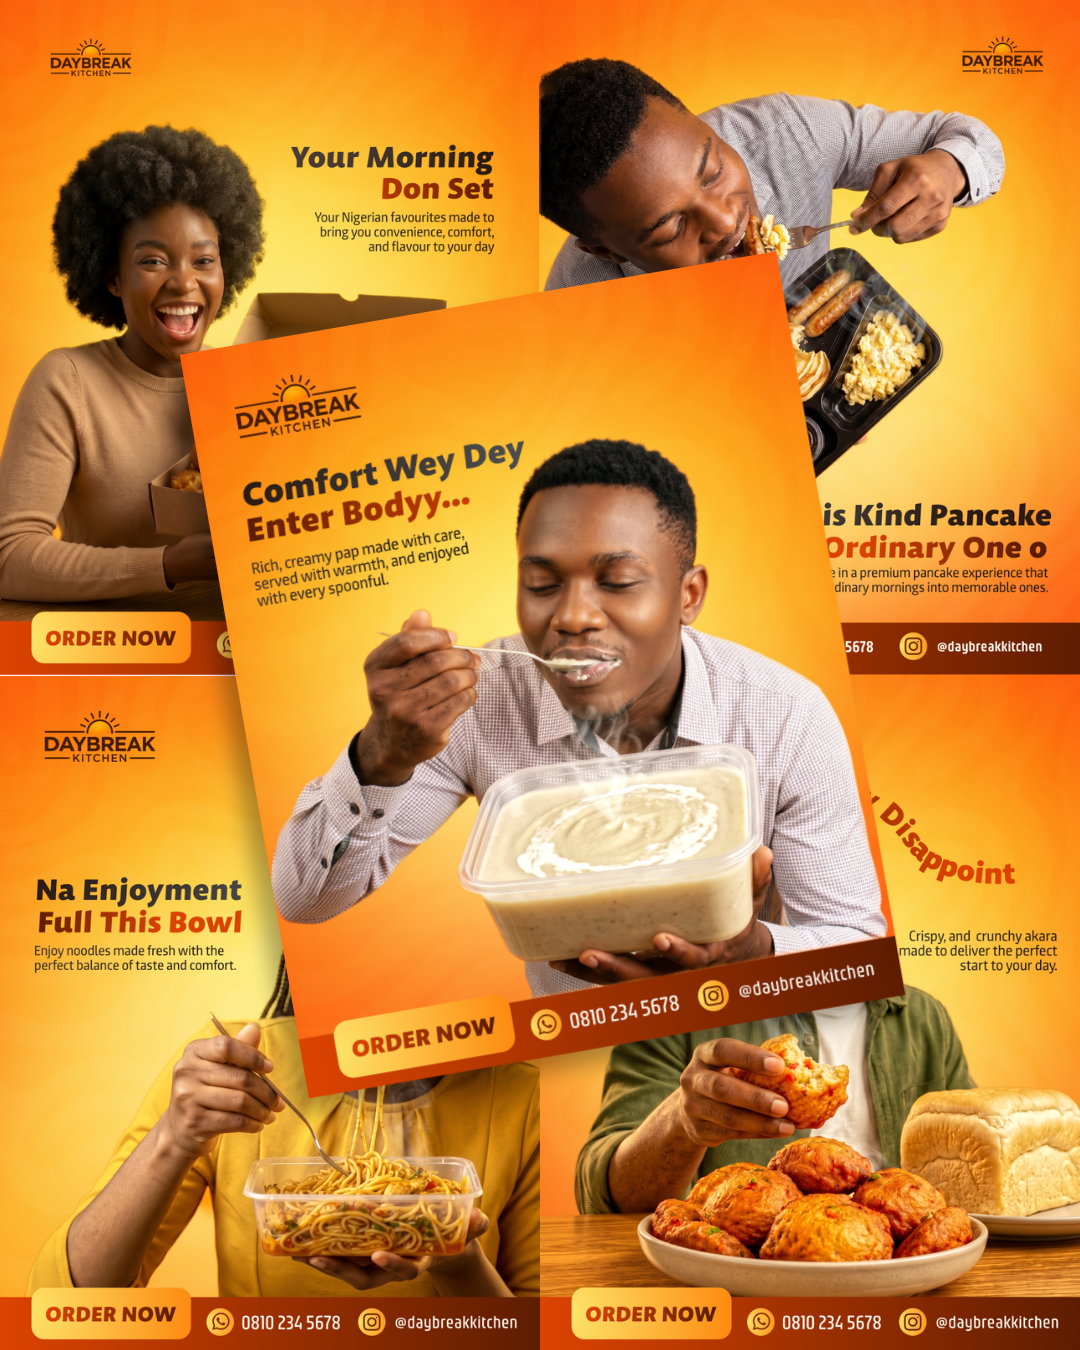 DAYBREAK
KITCHEN
Your Morning
Don Set
Your Nigerian favourites made to
bring you convenience, comfort,
and flavour to your day
ORDER NOW
DAYBREAK
KITCHEN
is Kind Pancake
Ordinary One o
e in a premium pancake experience that
dinary mornings into memorable ones.
5678
@daybreakkitchen
DAYBREAK
KITCHEN
Comfort Wey Dey
Enter Bodyy...
Rich, creamy pap made with care,
served with warmth, and enjoyed
with every spoonful.
ORDER NOW
0810 234 5678
@daybreakkitchen
DAYBREAK
KITCHEN
Na Enjoyment
Full This Bowl
Enjoy noodles made fresh with the
perfect balance of taste and comfort.
ORDER NOW
0810 234 5678
@daybreakkitchen
Disappoint
Crispy, and crunchy akara
made to deliver the perfect
start to your day.
ORDER NOW
0810 234 5678
@daybreakkitchen